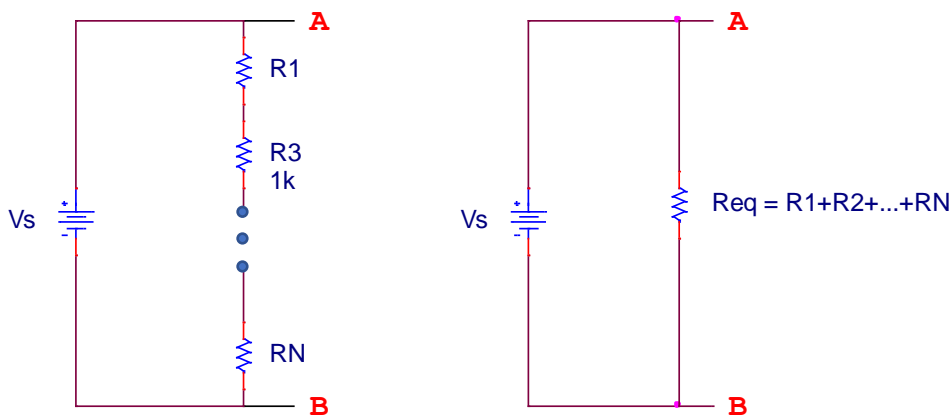 A
R1
R3
1k
+
Vs
-
RN
B
A
+
Vs
-
Req = R1+R2+...+RN
B